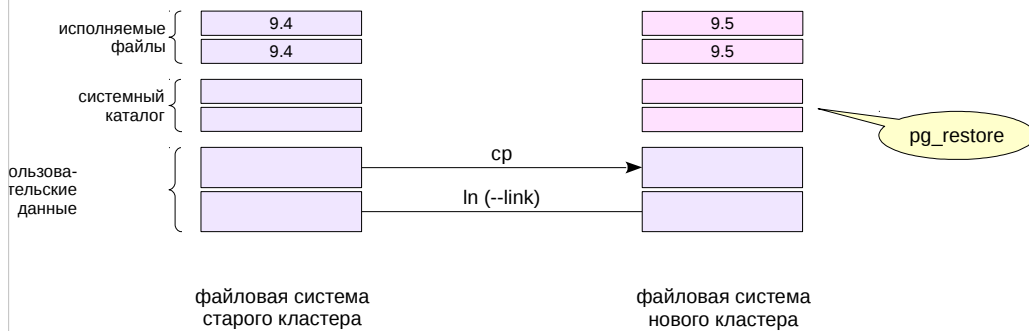 исполняемые
файлы
9.4
9.4
9.5
9.5
системный
каталог
pg_restore
ользова-
тельские
данные
cp
ln (--link)
файловая система
старого кластера
файловая система
нового кластера